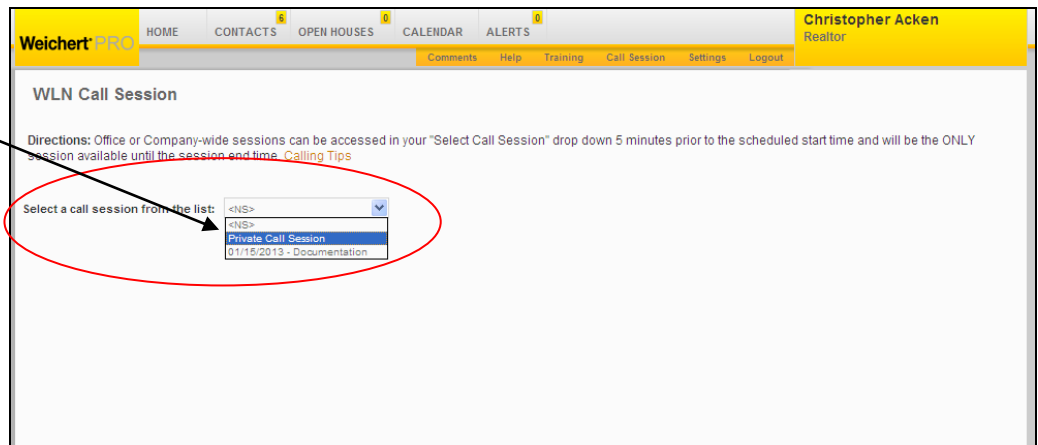 Weichert® PRO
HOME CONTACTS 6 OPEN HOUSES 0 CALENDAR ALERTS 0
Christopher Acken
Realtor
Comments Help Training Call Session Settings Logout
WLN Call Session
Directions: Office or Company-wide sessions can be accessed in your "Select Call Session" drop down 5 minutes prior to the scheduled start time and will be the ONLY
session available until the session end time. Calling Tips
Select a call session from the list: <NS>
<NS>
Private Call Session
01/15/2013 - Documentation